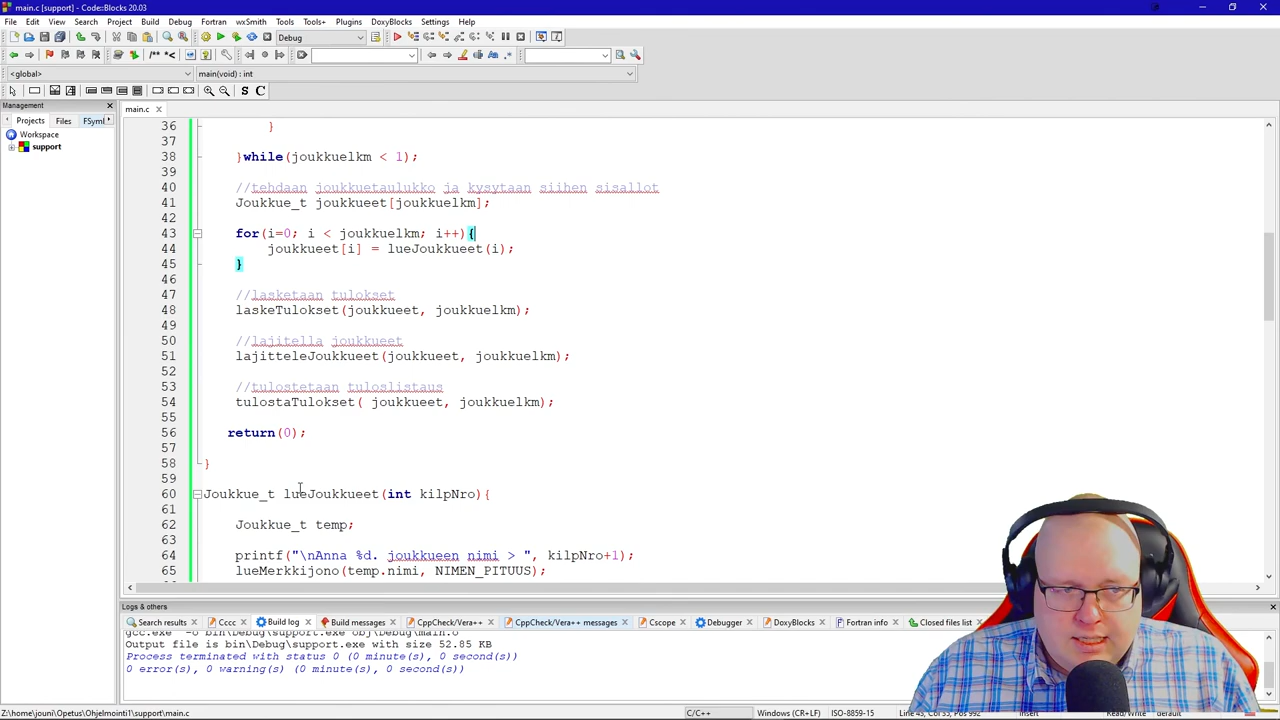 main.c [support] - Code::Blocks 20.03
File Edit View Search Project Build Debug Fortran wxSmith Tools Tools+ Plugins DoxyBlocks Settings Help
Debug
/** *<
<global> main(void) : int
S C
Management
Projects Files FSymb
Workspace
support
main.c
36 }
37
38 }while(joukkuelkm < 1);
39
40 //tehdaan joukkuetaulukko ja kysytaan siihen sisallot
41 Joukkue_t joukkueet[joukkuelkm];
42
43 for(i=0; i < joukkuelkm; i++){
44 joukkueet[i] = lueJoukkueet(i);
45 }
46
47 //lasketaan tulokset
48 laskeTulokset(joukkueet, joukkuelkm);
49
50 //lajitella joukkueet
51 lajitteleJoukkueet(joukkueet, joukkuelkm);
52
53 //tulostetaan tuloslistaus
54 tulostaTulokset( joukkueet, joukkuelkm);
55
56 return(0);
57
58 }
59
60 Joukkue_t lueJoukkueet(int kilpNro){
61
62 Joukkue_t temp;
63
64 printf("\nAnna %d. joukkueen nimi > ", kilpNro+1);
65 lueMerkkijono(temp.nimi, NIMEN_PITUUS);
Logs & others
Search results Cccc Build log Build messages CppCheck/Vera++ CppCheck/Vera++ messages Cscope Debugger DoxyBlocks Fortran info Closed files list
gcc.exe -o bin\Debug\support.exe obj\Debug\main.o
Output file is bin\Debug\support.exe with size 52.85 KB
Process terminated with status 0 (0 minute(s), 0 second(s))
0 error(s), 0 warning(s) (0 minute(s), 0 second(s))
Z:\home\jouni\Opetus\Ohjelmointi1\support\main.c C/C++ Windows (CR+LF) ISO-8859-15 Insert Read/Write default